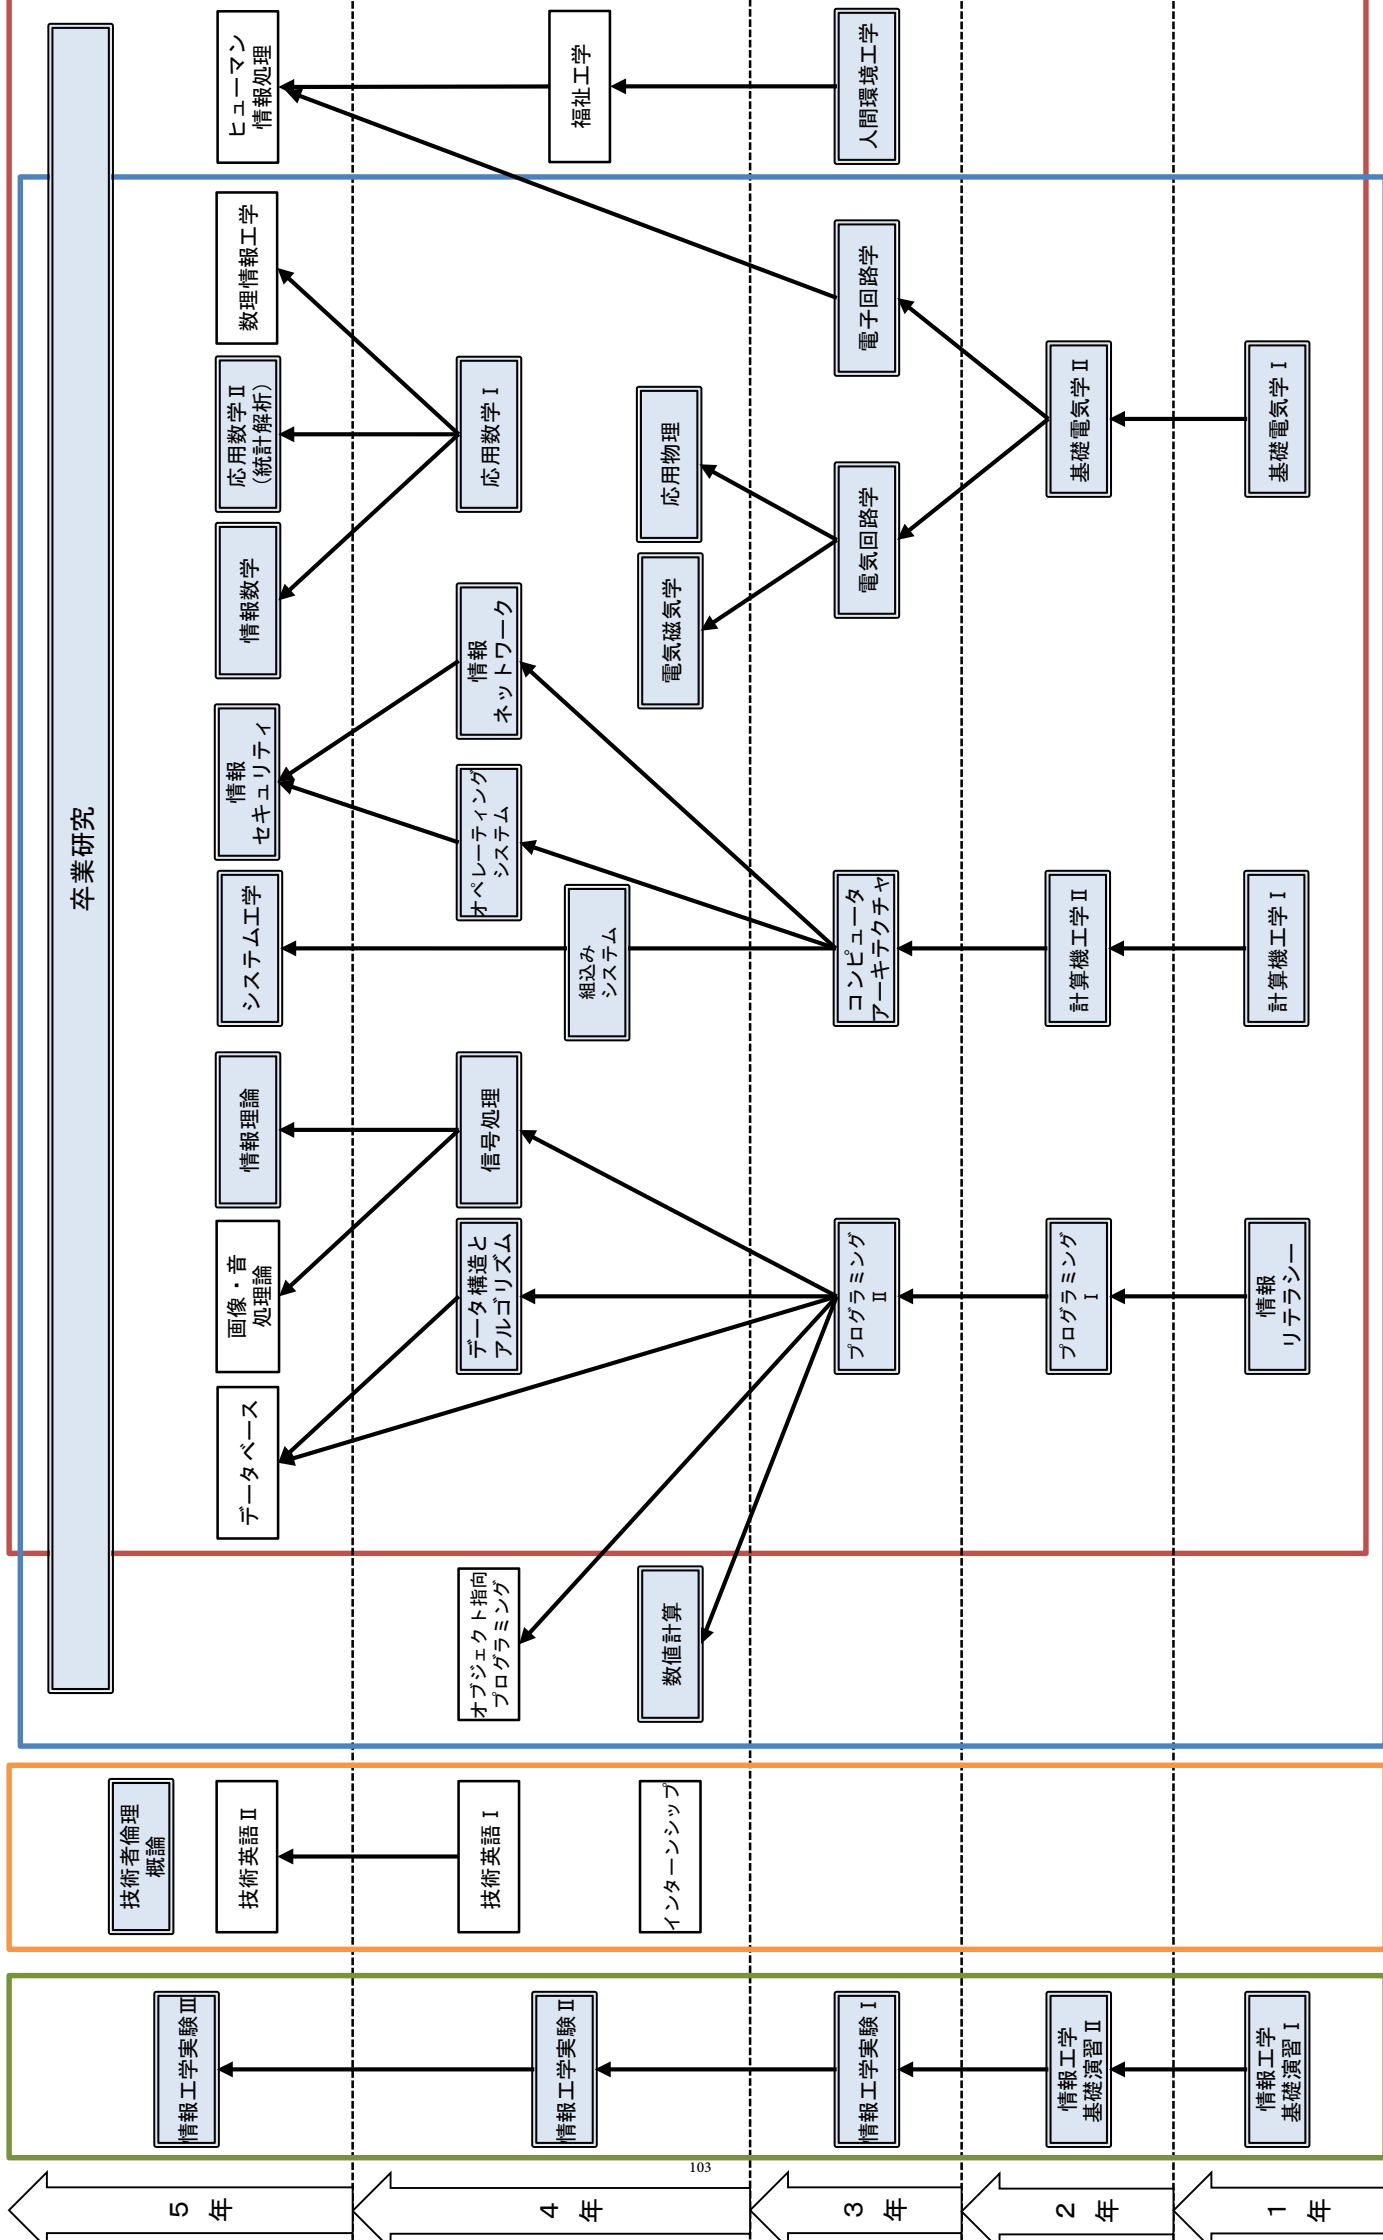 卒業研究
ヒューマン
情報処理
数理情報工学
応用数学Ⅱ
（統計解析）
情報数学
情報
セキュリティ
システム工学
情報理論
画像・音
処理論
データベース
技術者倫理
概論
技術英語Ⅱ
情報工学実験Ⅲ
5 年
福祉工学
応用数学Ⅰ
情報
ネットワーク
オペレーティング
システム
組込み
システム
信号処理
データ構造と
アルゴリズム
オブジェクト指向
プログラミング
技術英語Ⅰ
応用物理
電気磁気学
数値計算
インターンシップ
情報工学実験Ⅱ
4 年
人間環境工学
電子回路学
電気回路学
コンピュータ
アーキテクチャ
プログラミング
Ⅱ
情報工学実験Ⅰ
3 年
基礎電気学Ⅱ
計算機工学Ⅱ
プログラミング
Ⅰ
情報工学
基礎演習Ⅱ
2 年
基礎電気学Ⅰ
計算機工学Ⅰ
情報
リテラシー
情報工学
基礎演習Ⅰ
1 年
103